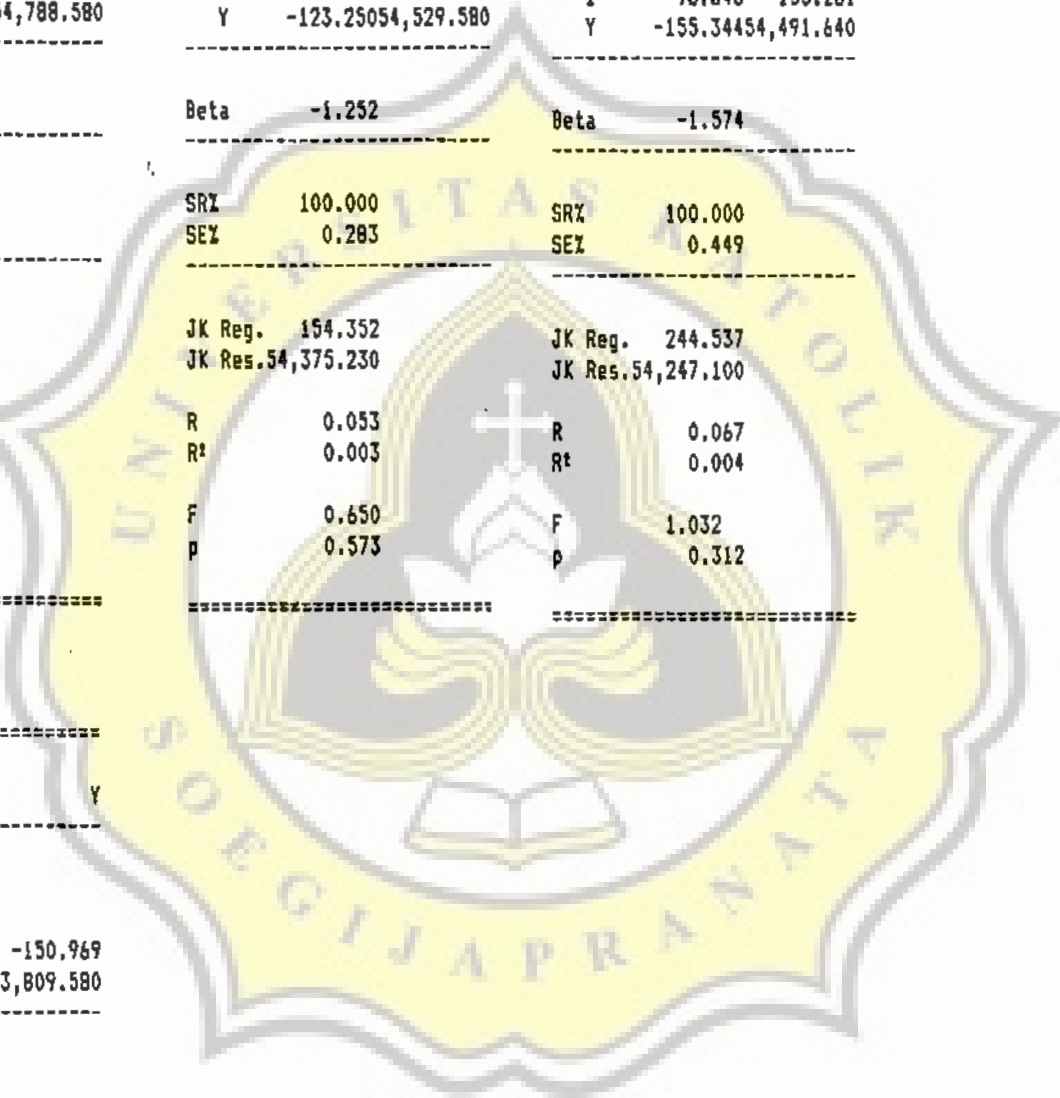 4,788.580
--------------
-150.969
3,809.580
Y
Y -123.25054,529.580
------------------------------
Beta -1.252
------------------------------
SR% 100.000
SE% 0.283
------------------------------
JK Reg. 154.352
JK Res.54,375.230
R 0.053
R² 0.003
F 0.650
p 0.573
==============================
Y -155.34454,491.640
------------------------------
Beta -1.574
------------------------------
SR% 100.000
SE% 0.449
------------------------------
JK Reg. 244.537
JK Res.54,247.100
R 0.067
R² 0.004
F 1.032
p 0.312
==============================
UNIVERSITAS KATOLIK
SOEGIJAPRANATA